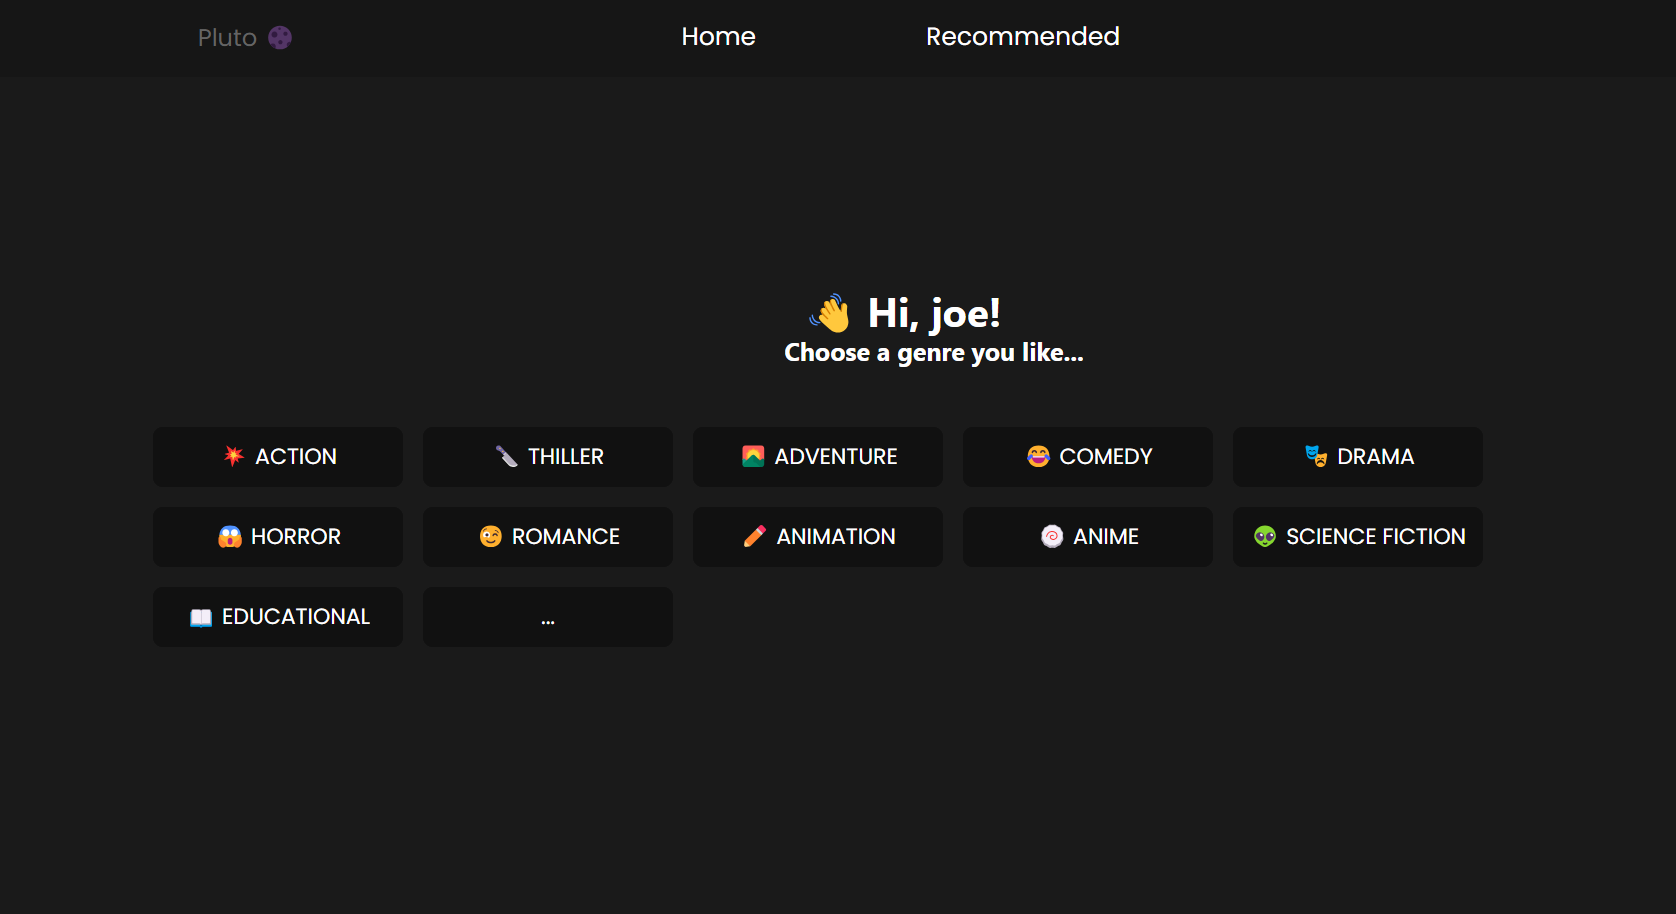 Pluto
Home
Recommended
👋 Hi, joe!
Choose a genre you like...
💥 ACTION
🔪 THILLER
🌄 ADVENTURE
😂 COMEDY
🎭 DRAMA
😱 HORROR
😉 ROMANCE
✏️ ANIMATION
🍥 ANIME
👽 SCIENCE FICTION
📖 EDUCATIONAL
...